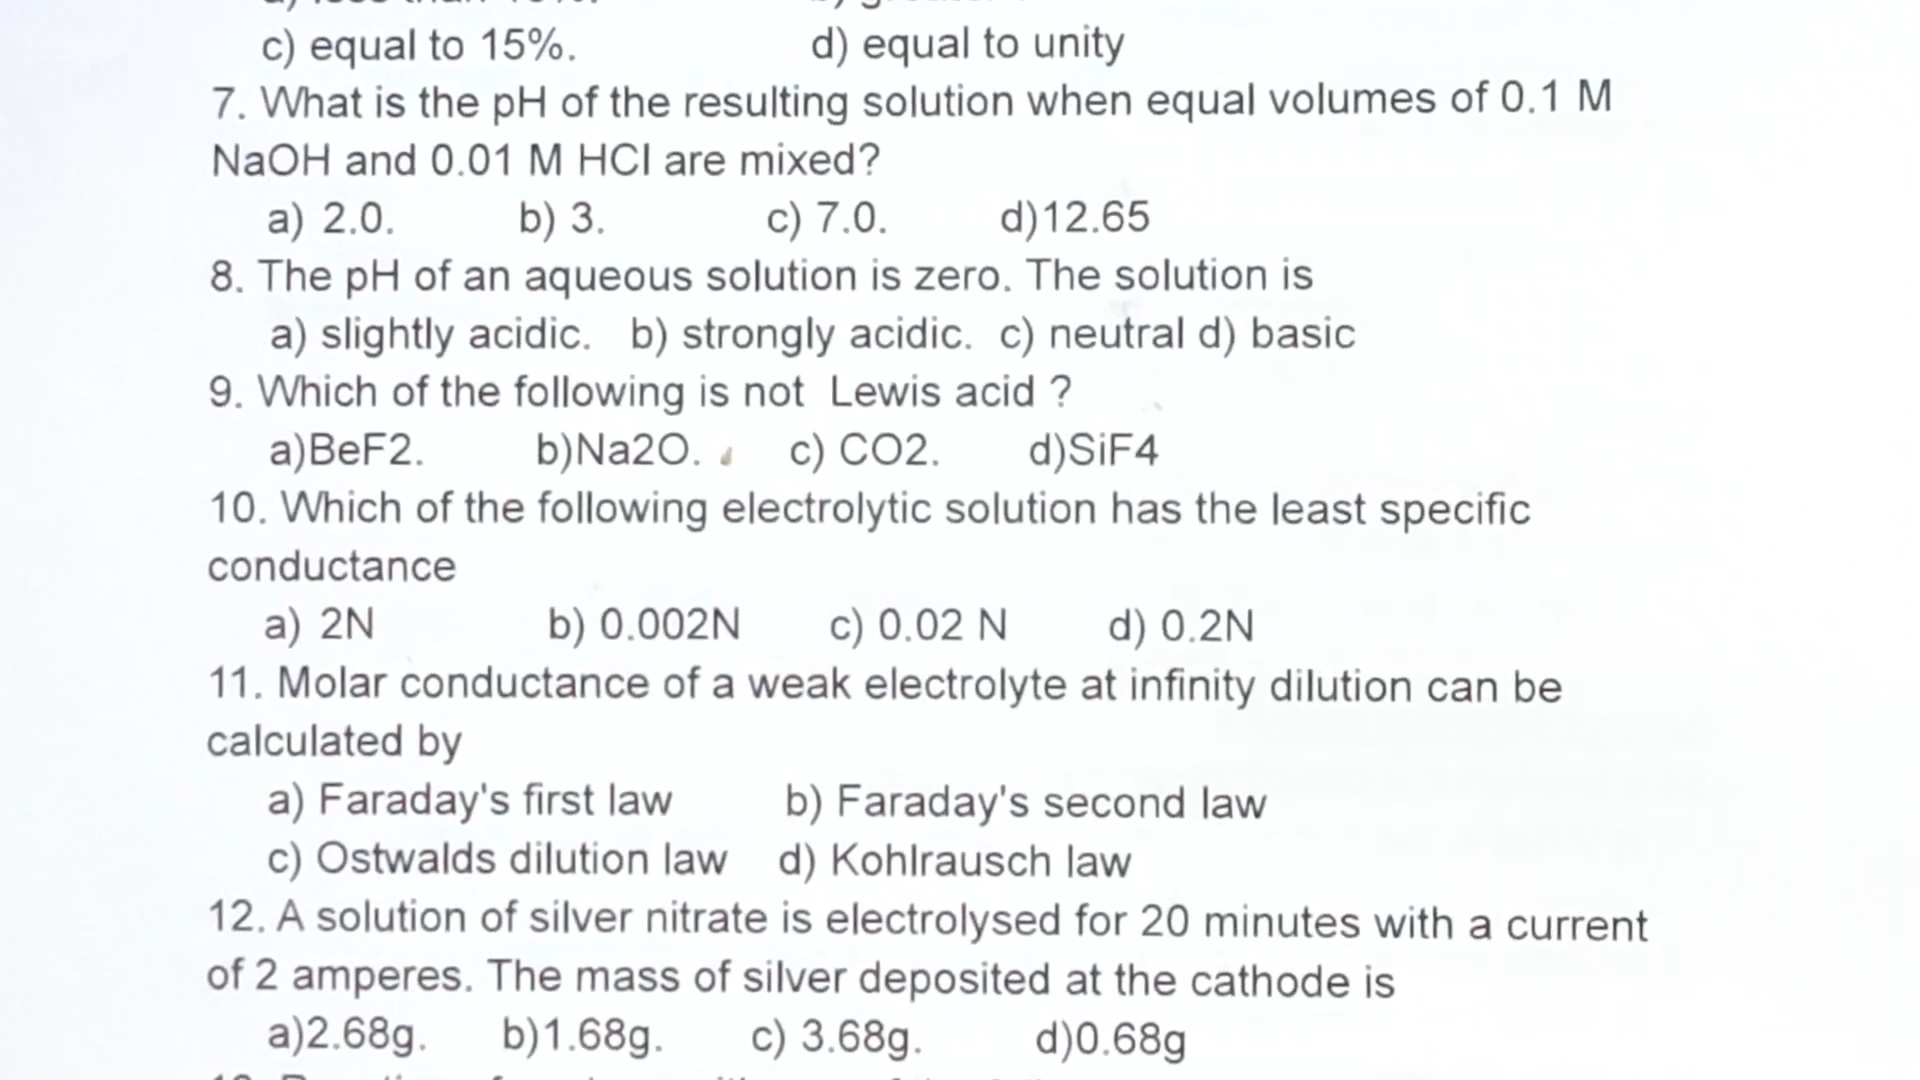 c) equal to 15%. d) equal to unity
7. What is the pH of the resulting solution when equal volumes of 0.1 M
NaOH and 0.01 M HCl are mixed?
a) 2.0. b) 3. c) 7.0. d)12.65
8. The pH of an aqueous solution is zero. The solution is
a) slightly acidic. b) strongly acidic. c) neutral d) basic
9. Which of the following is not Lewis acid ?
a)BeF2. b)Na2O. c) CO2. d)SiF4
10. Which of the following electrolytic solution has the least specific
conductance
a) 2N b) 0.002N c) 0.02 N d) 0.2N
11. Molar conductance of a weak electrolyte at infinity dilution can be
calculated by
a) Faraday's first law b) Faraday's second law
c) Ostwalds dilution law d) Kohlrausch law
12. A solution of silver nitrate is electrolysed for 20 minutes with a current
of 2 amperes. The mass of silver deposited at the cathode is
a)2.68g. b)1.68g. c) 3.68g. d)0.68g